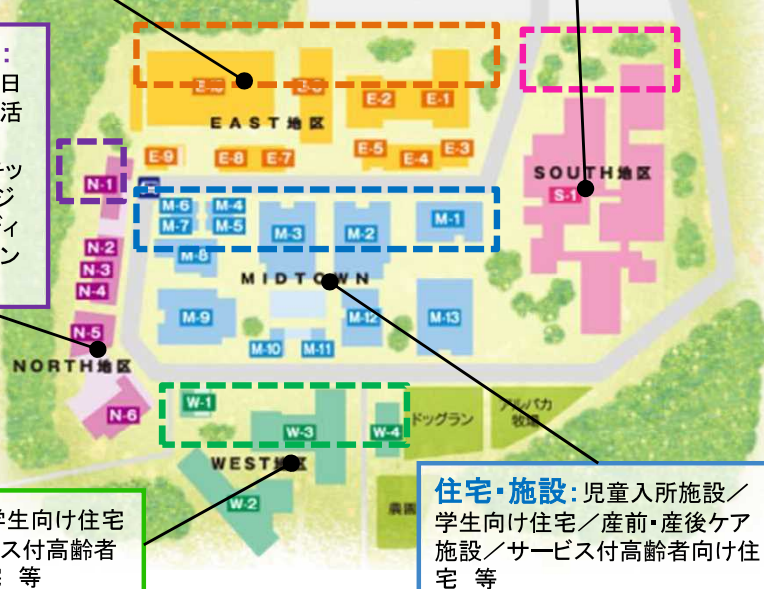 ：
日
活
ッ
ジ
ィ
ン
E-2
E-1
EAST地区
E-9
E-8
E-7
E-5
E-4
E-3
SOUTH地区
S-1
N-1
M-6
M-4
M-7
M-5
M-3
M-2
M-1
N-2
M-8
N-3
MIDTOWN
N-4
M-9
M-12
M-13
N-5
M-10
M-11
NORTH地区
N-6
W-1
W-3
W-4
ドッグラン
アルパカ
牧場
WEST地区
W-2
農園
学生向け住宅
ス付高齢者
宅 等
住宅・施設：児童入所施設／
学生向け住宅／産前・産後ケア
施設／サービス付高齢者向け住
宅 等